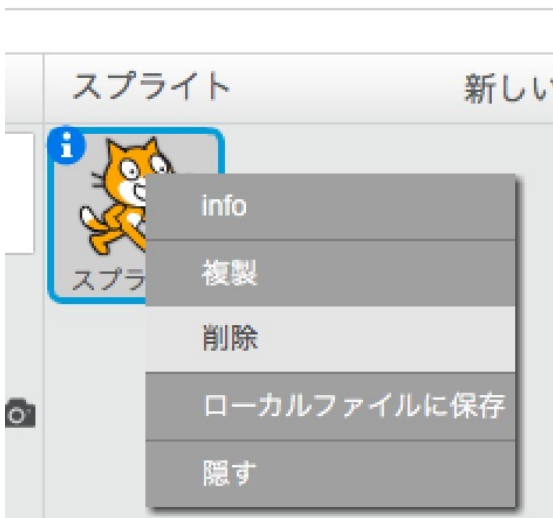 スプライト
新しい
i
スプラ
info
複製
削除
ローカルファイルに保存
隠す